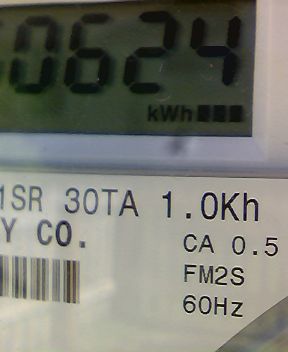 0624
kWh
1SR 30TA 1.0Kh
Y CO.
CA 0.5
FM2S
60Hz